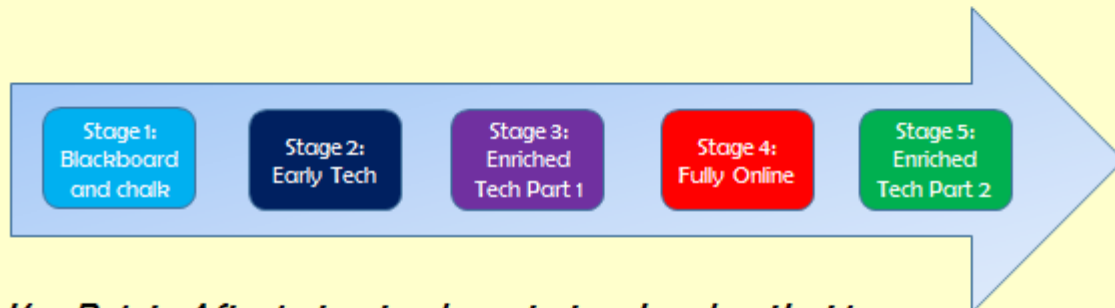 Stage 1:
Blackboard
and chalk
Stage 2:
Early Tech
Stage 3:
Enriched
Tech Part 1
Stage 4:
Fully Online
Stage 5:
Enriched
Tech Part 2